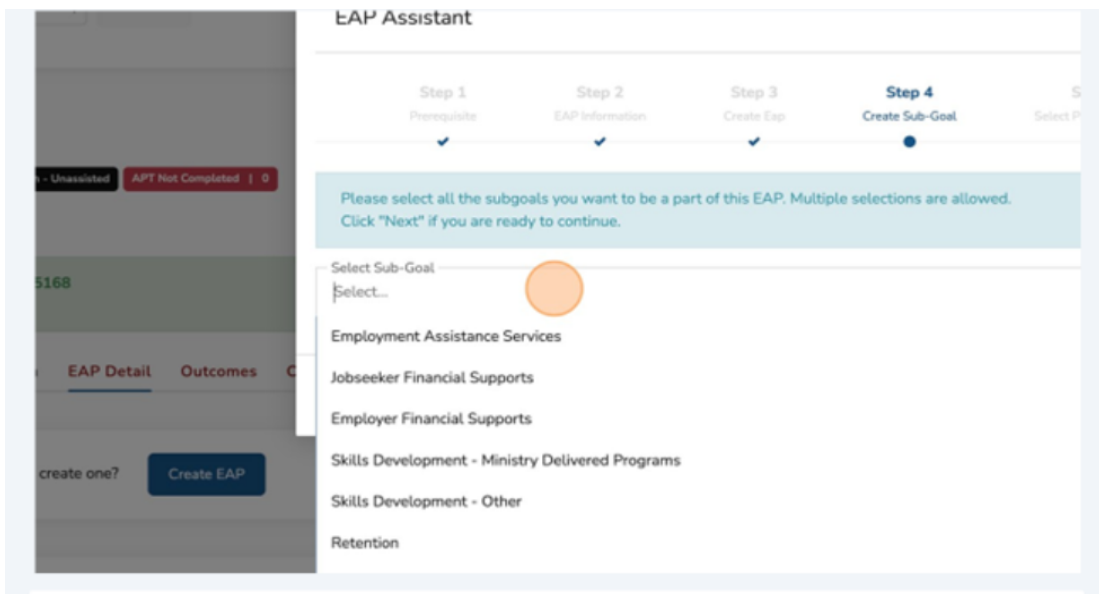 EAP Assistant
Step 1
Prerequisite
Step 2
EAP Information
Step 3
Create Eap
Step 4
Create Sub-Goal
Select
- Unassisted
APT Not Completed | 0
Please select all the subgoals you want to be a part of this EAP. Multiple selections are allowed.
Click "Next" if you are ready to continue.
5168
Select Sub-Goal
Select...
Employment Assistance Services
Jobseeker Financial Supports
Employer Financial Supports
Skills Development - Ministry Delivered Programs
Skills Development - Other
Retention
EAP Detail
Outcomes
create one?
Create EAP